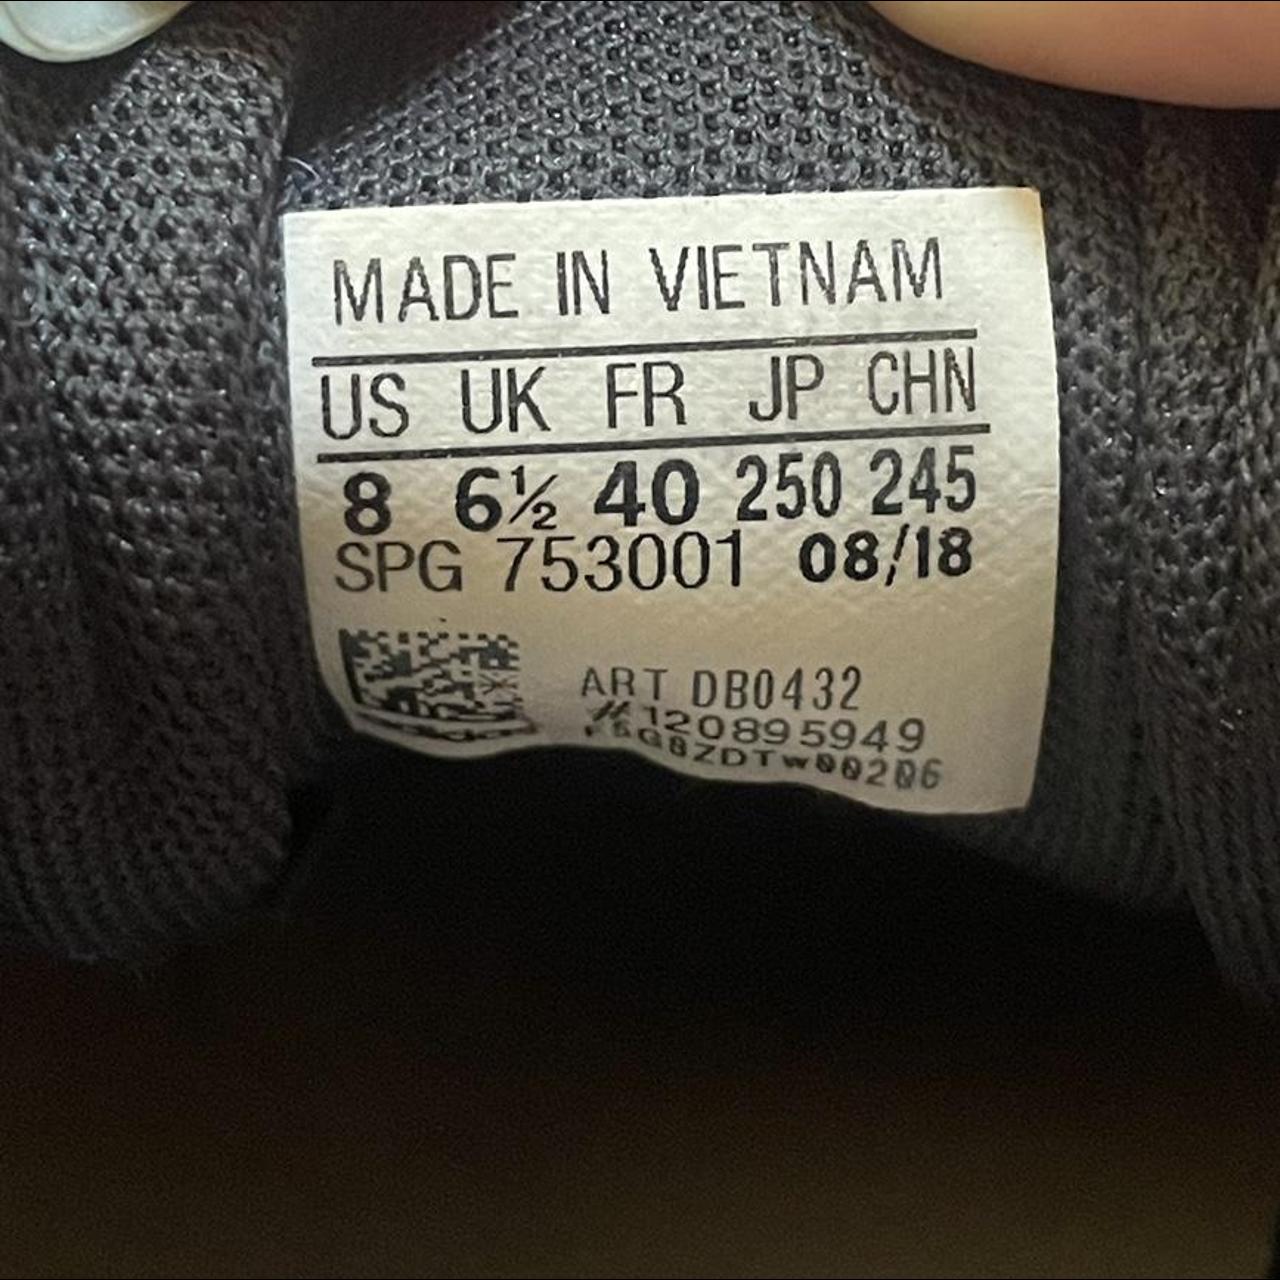 MADE IN VIETNAM
US UK FR JP CHN
8 6½ 40 250 245
SPG 753001 08/18
ART DB0432
#120895949
adidas